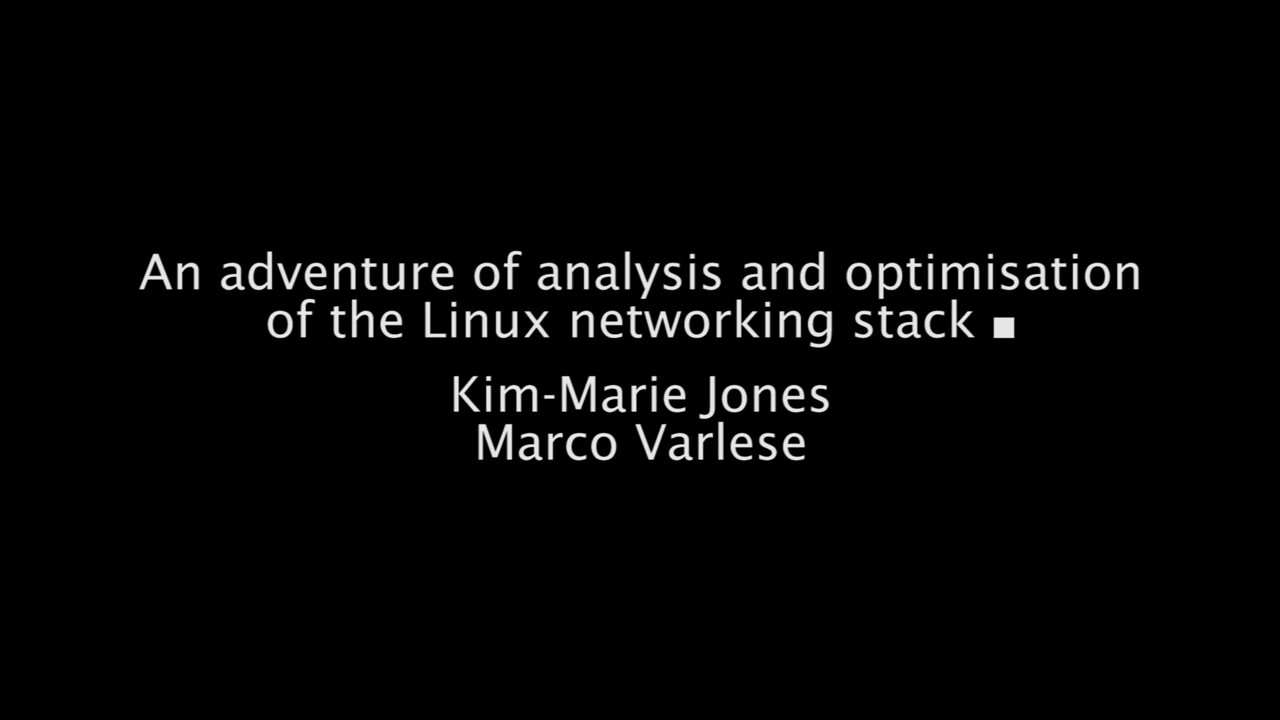 An adventure of analysis and optimisation
of the Linux networking stack ■
Kim-Marie Jones
Marco Varlese